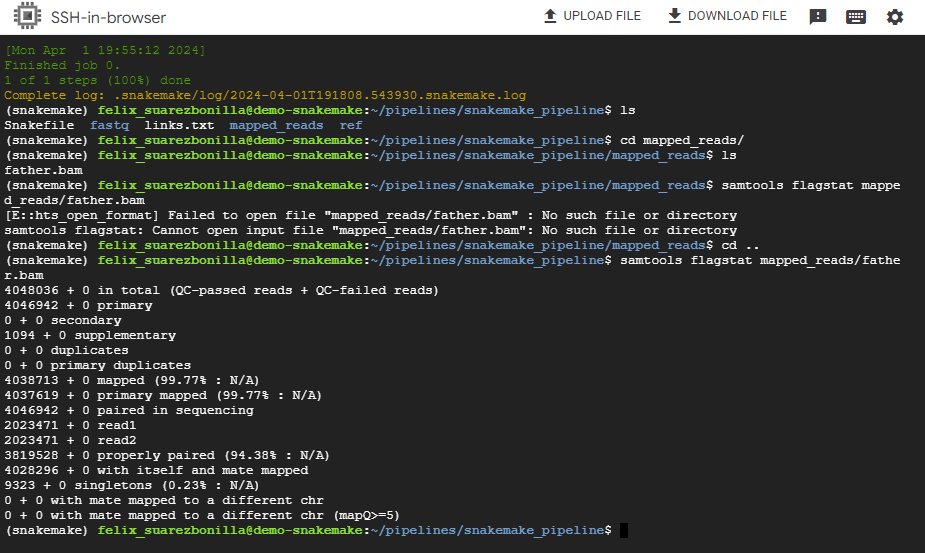 SSH-in-browser
UPLOAD FILE
DOWNLOAD FILE
[Mon Apr  1 19:55:12 2024]
Finished job 0.
1 of 1 steps (100%) done
Complete log: .snakemake/log/2024-04-01T191808.543930.snakemake.log
(snakemake) felix_suarezbonilla@demo-snakemake:~/pipelines/snakemake_pipeline$ ls
Snakefile  fastq  links.txt  mapped_reads  ref
(snakemake) felix_suarezbonilla@demo-snakemake:~/pipelines/snakemake_pipeline$ cd mapped_reads/
(snakemake) felix_suarezbonilla@demo-snakemake:~/pipelines/snakemake_pipeline/mapped_reads$ ls
father.bam
(snakemake) felix_suarezbonilla@demo-snakemake:~/pipelines/snakemake_pipeline/mapped_reads$ samtools flagstat mappe
d_reads/father.bam
[E::hts_open_format] Failed to open file "mapped_reads/father.bam" : No such file or directory
samtools flagstat: Cannot open input file "mapped_reads/father.bam": No such file or directory
(snakemake) felix_suarezbonilla@demo-snakemake:~/pipelines/snakemake_pipeline/mapped_reads$ cd ..
(snakemake) felix_suarezbonilla@demo-snakemake:~/pipelines/snakemake_pipeline$ samtools flagstat mapped_reads/fathe
r.bam
4048036 + 0 in total (QC-passed reads + QC-failed reads)
4046942 + 0 primary
0 + 0 secondary
1094 + 0 supplementary
0 + 0 duplicates
0 + 0 primary duplicates
4038713 + 0 mapped (99.77% : N/A)
4037619 + 0 primary mapped (99.77% : N/A)
4046942 + 0 paired in sequencing
2023471 + 0 read1
2023471 + 0 read2
3819528 + 0 properly paired (94.38% : N/A)
4028296 + 0 with itself and mate mapped
9323 + 0 singletons (0.23% : N/A)
0 + 0 with mate mapped to a different chr
0 + 0 with mate mapped to a different chr (mapQ>=5)
(snakemake) felix_suarezbonilla@demo-snakemake:~/pipelines/snakemake_pipeline$